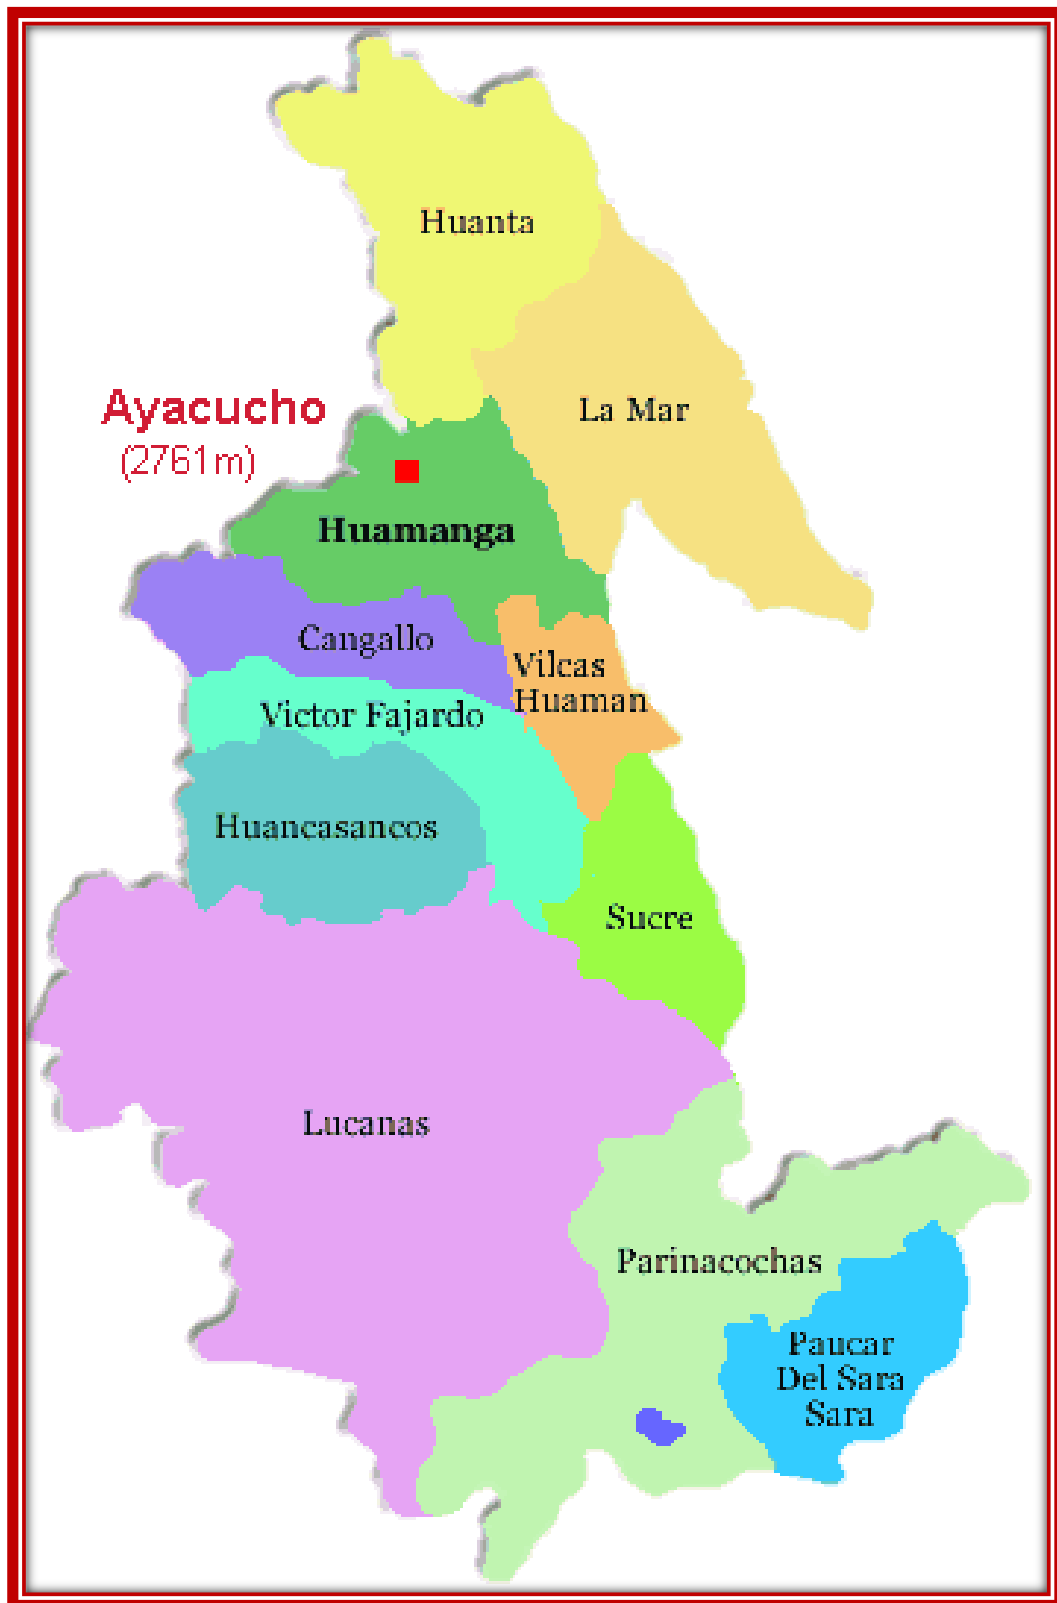 Huanta
La Mar
Ayacucho
(2761m)
Huamanga
Cangallo
Vilcas
Huaman
Victor Fajardo
Huancasancos
Sucre
Lucanas
Parinacochas
Paucar
Del Sara
Sara